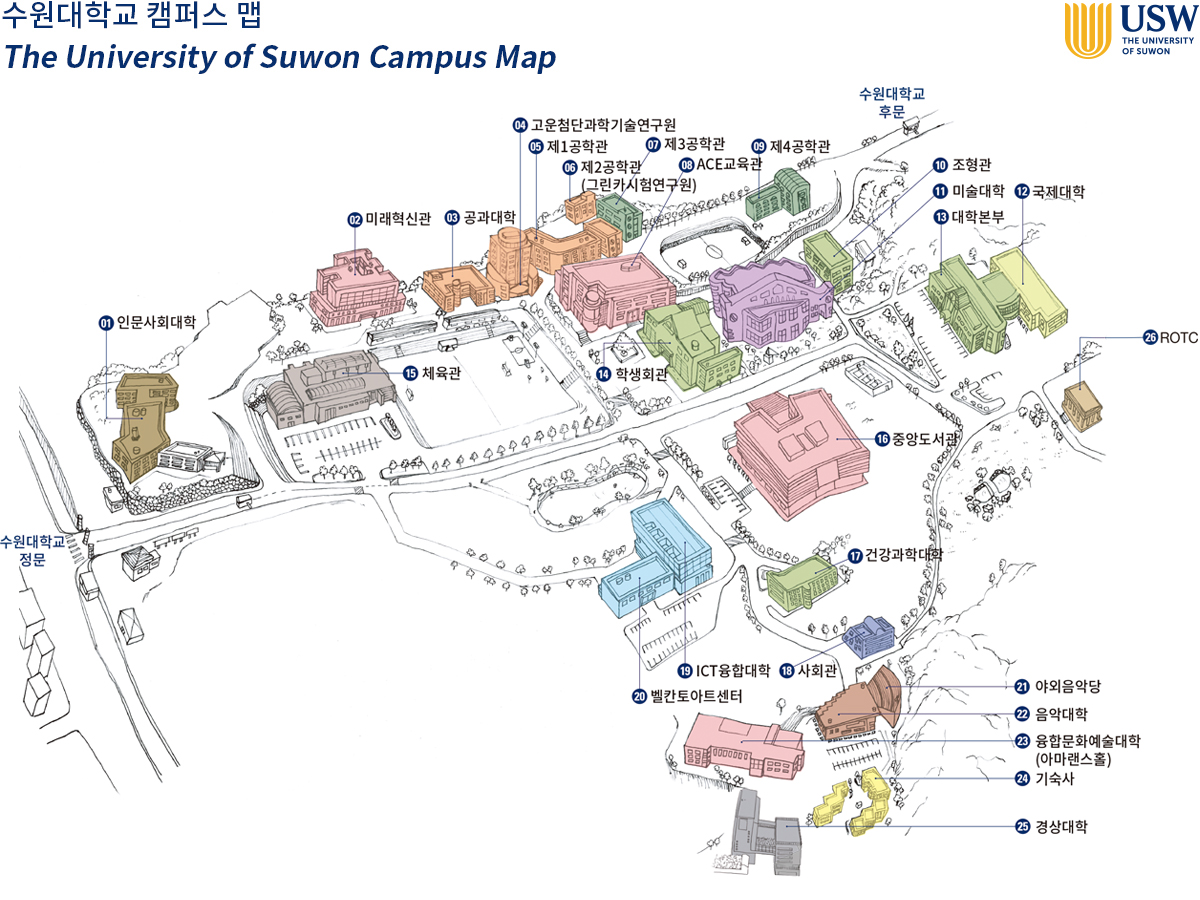 수원대학교 캠퍼스 맵
The University of Suwon Campus Map
USW
THE UNIVERSITY
OF SUWON
수원대학교
후문
04 고운첨단과학기술연구원
05 제1공학관
07 제3공학관
09 제4공학관
06 제2공학관
(그린카시험연구원)
08 ACE교육관
10 조형관
11 미술대학
12 국제대학
02 미래혁신관
03 공과대학
13 대학본부
01 인문사회대학
26 ROTC
15 체육관
14 학생회관
16 중앙도서관
수원대학교
정문
17 건강과학대학
19 ICT융합대학
18 사회관
20 벨칸토아트센터
21 야외음악당
22 음악대학
23 융합문화예술대학
(아마랜스홀)
24 기숙사
25 경상대학